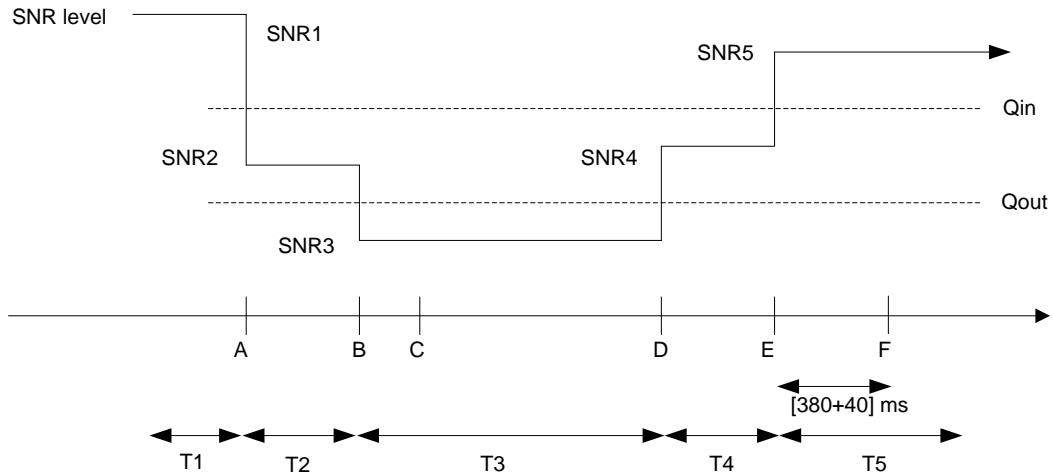 SNR level
SNR1
SNR5
Qin
SNR2
SNR4
Qout
SNR3
A B C D E F
[380+40] ms
T1 T2 T3 T4 T5